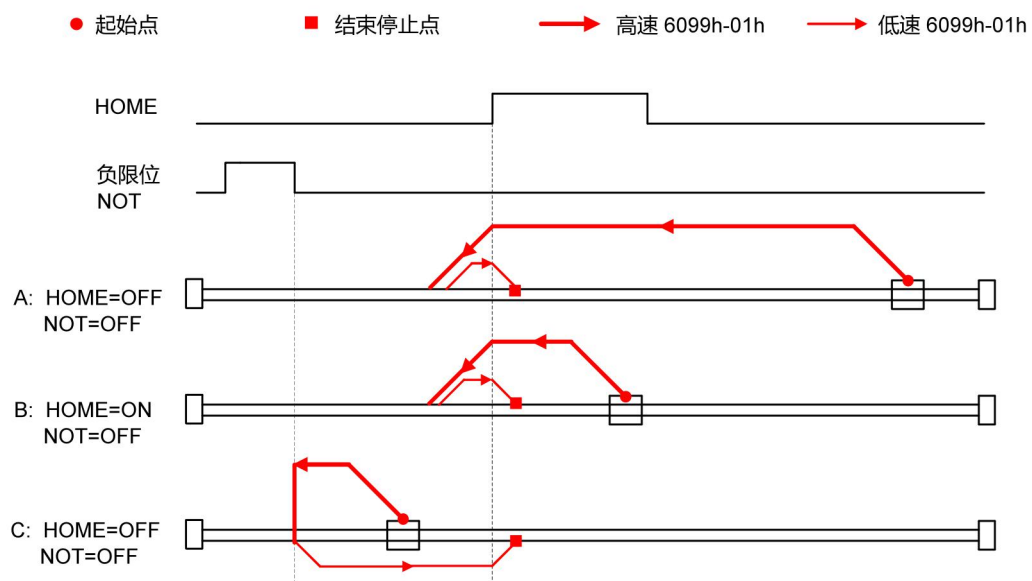 起始点
结束停止点
高速 6099h-01h
低速 6099h-01h
HOME
负限位
NOT
A: HOME=OFF
NOT=OFF
B: HOME=ON
NOT=OFF
C: HOME=OFF
NOT=OFF